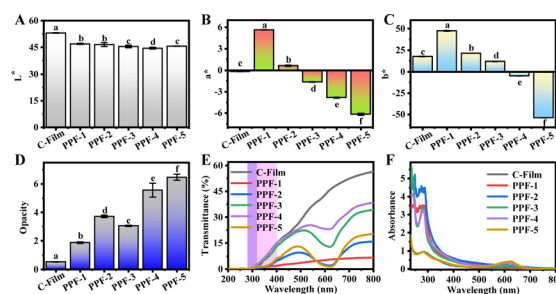 A
L*
60
45
30
15
0
a
b
b
c
d
c
C-Film PPF-1 PPF-2 PPF-3 PPF-4 PPF-5
B
a*
6
3
0
-3
-6
c
a
b
d
e
f
C-Film PPF-1 PPF-2 PPF-3 PPF-4 PPF-5
C
b*
50
25
0
-25
-50
c
a
b
d
e
f
C-Film PPF-1 PPF-2 PPF-3 PPF-4 PPF-5
D
Opacity
6
4
2
0
a
b
d
c
e
f
C-Film PPF-1 PPF-2 PPF-3 PPF-4 PPF-5
E
Transmittance (%)
60
50
40
30
20
10
0
C-Film
PPF-1
PPF-2
PPF-3
PPF-4
PPF-5
200 300 400 500 600 700 800
Wavelength (nm)
F
Absorbance
5
4
3
2
1
0
C-Film
PPF-1
PPF-2
PPF-3
PPF-4
PPF-5
300 400 500 600 700 800
Wavelength (nm)